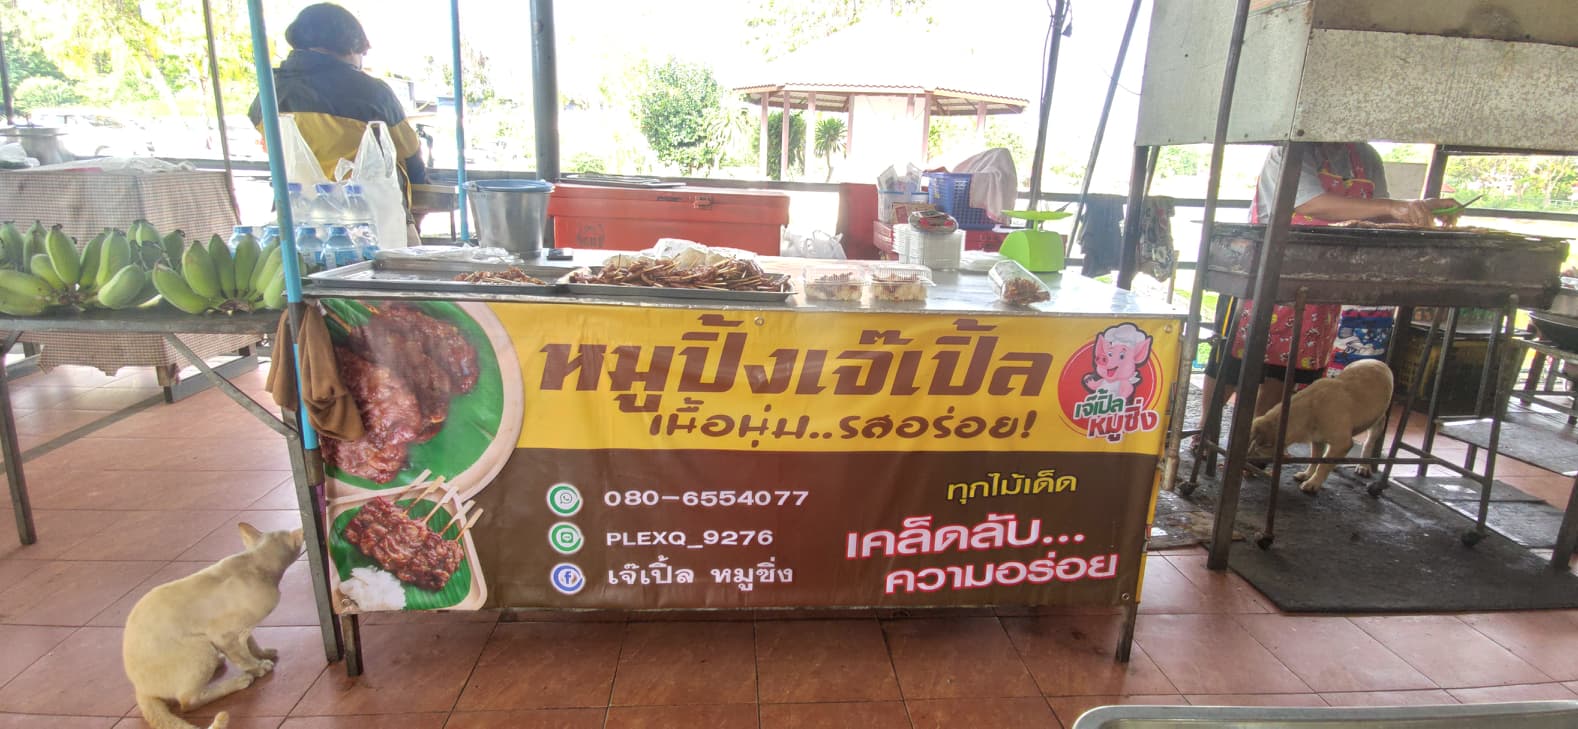 หมูปิ้งเจ๊เปิ้ล
เนื้อนุ่ม..รสอร่อย!
เจ๊เปิ้ล
หมูซิ่ง
080-6554077
PLEXQ_9276
เจ๊เปิ้ล หมูซิ่ง
ทุกไม้เด็ด
เคล็ดลับ...
ความอร่อย